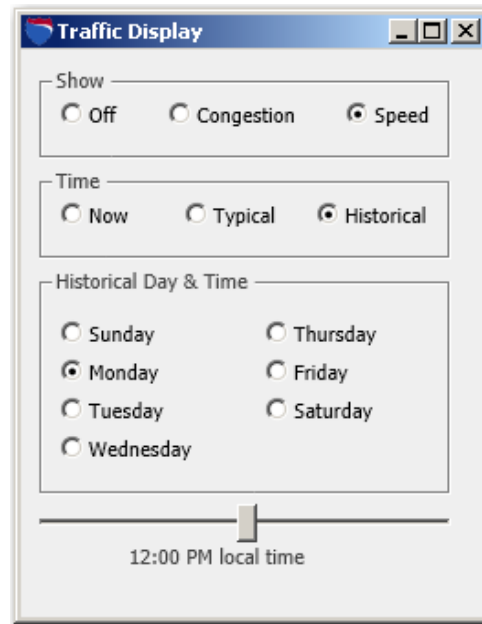 Traffic Display
Show
Off Congestion Speed
Time
Now Typical Historical
Historical Day & Time
Sunday Thursday
Monday Friday
Tuesday Saturday
Wednesday
12:00 PM local time